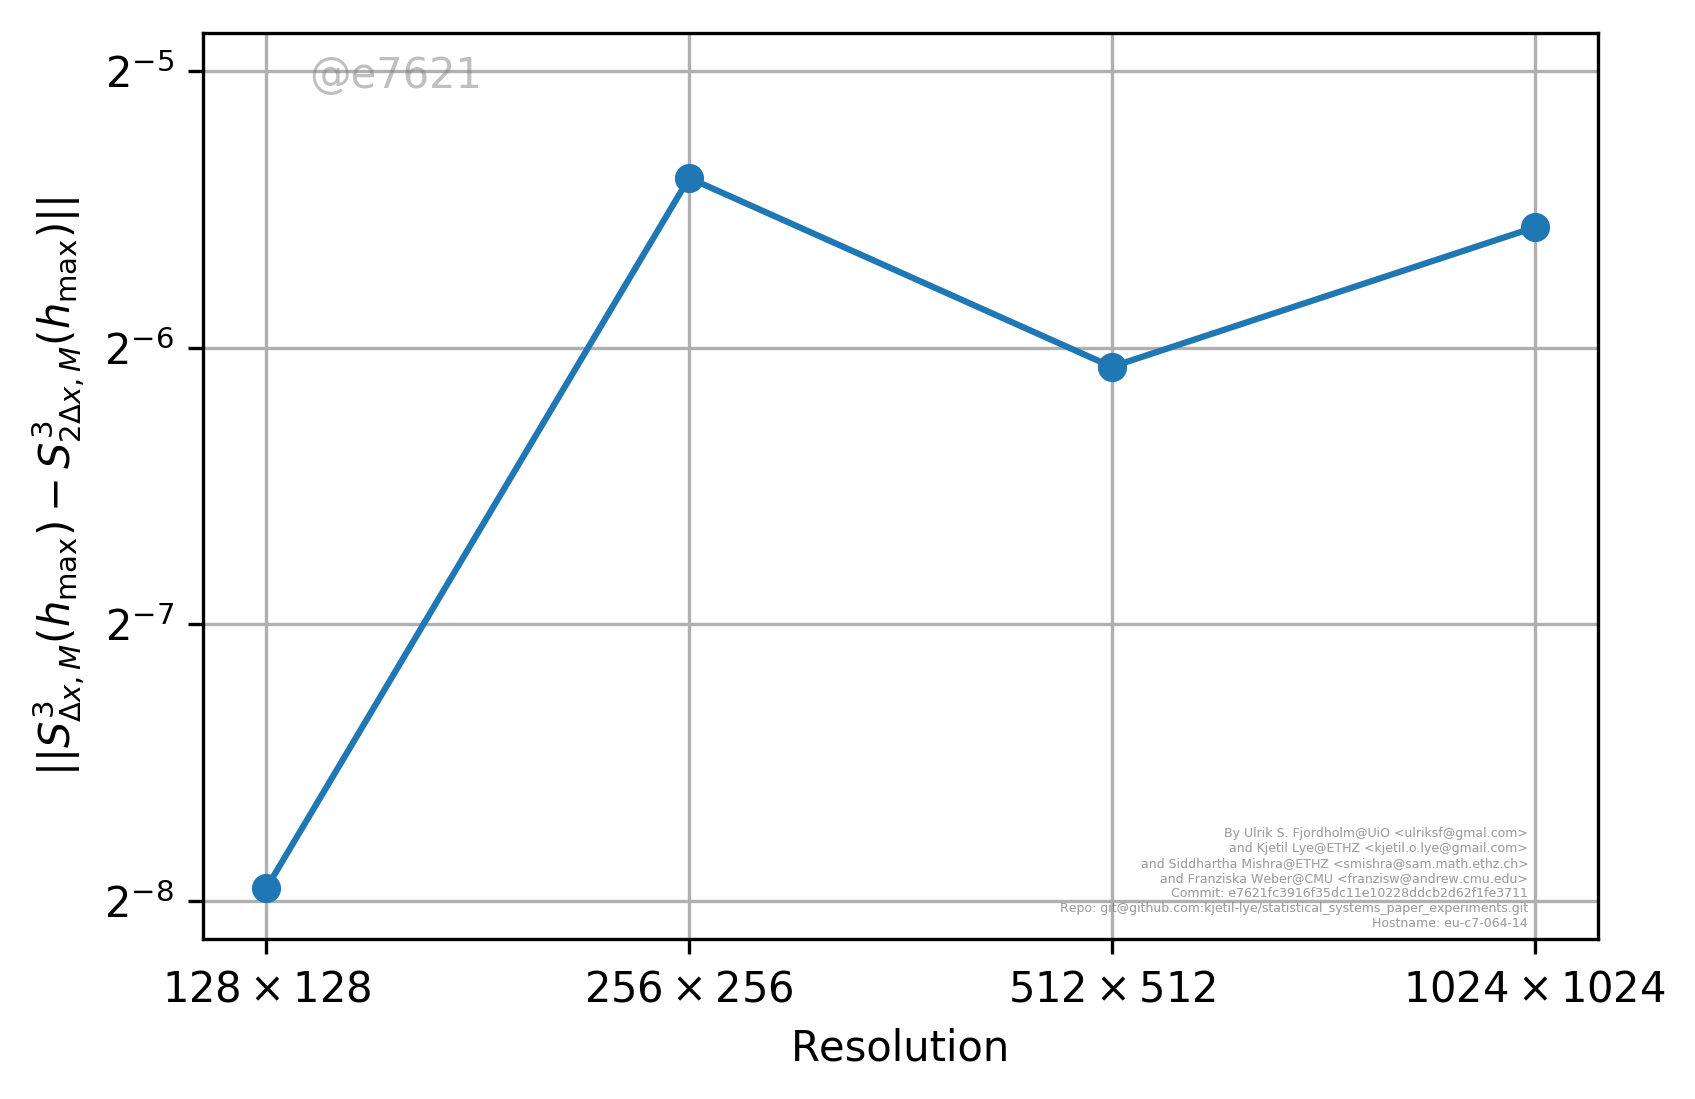 @e7621
2⁻⁵
2⁻⁶
2⁻⁷
2⁻⁸
||S³_{Δx,M}(h_max) − S³_{2Δx,M}(h_max)||
By Ulrik S. Fjordholm@UiO <ulriksf@gmal.com>
and Kjetil Lye@ETHZ <kjetil.o.lye@gmail.com>
and Siddhartha Mishra@ETHZ <smishra@sam.math.ethz.ch>
and Franziska Weber@CMU <franzisw@andrew.cmu.edu>
Commit: e7621fc3916f35dc11e10228ddcb2d62f1fe3711
Repo: git@github.com:kjetil-lye/statistical_systems_paper_experiments.git
Hostname: eu-c7-064-14
128 × 128
256 × 256
512 × 512
1024 × 1024
Resolution